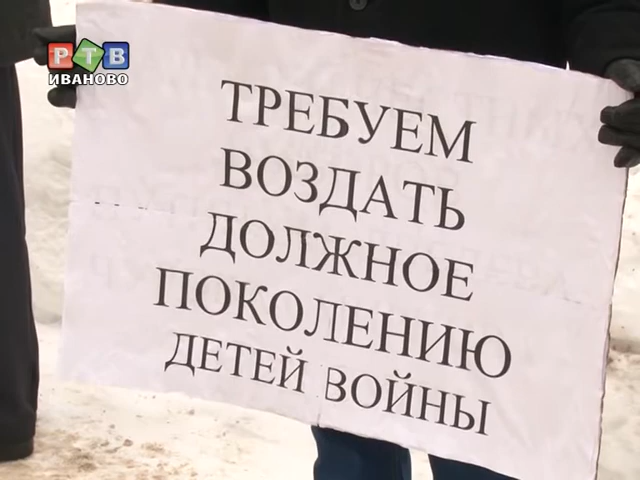 РТВ
ИВАНОВО
ТРЕБУЕМ
ВОЗДАТЬ
ДОЛЖНОЕ
ПОКОЛЕНИЮ
ДЕТЕЙ ВОЙНЫ